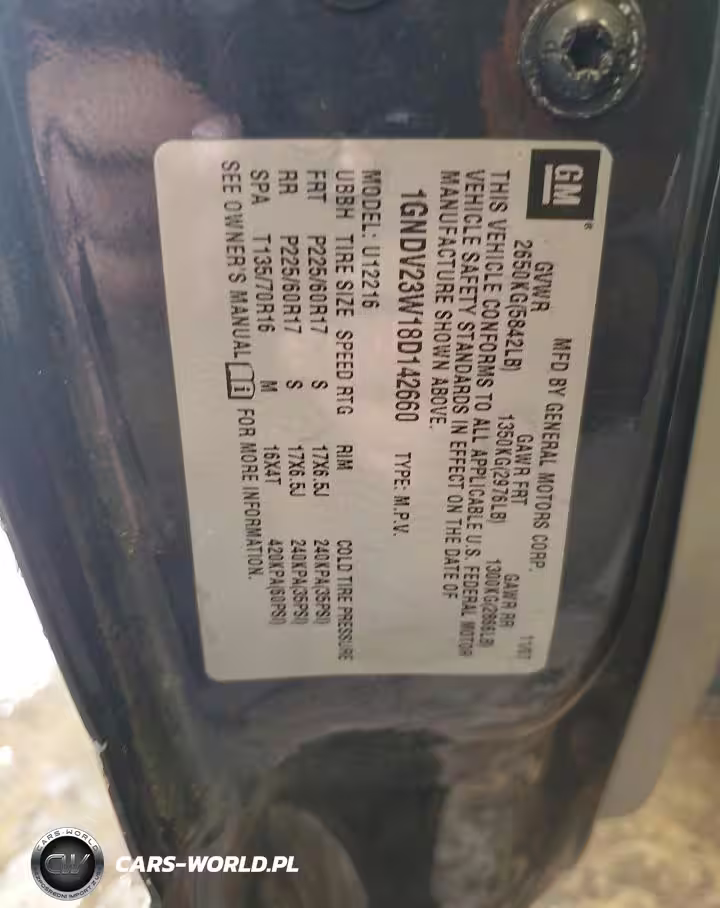 GM®
MFD BY GENERAL MOTORS CORP. 11/07
GVWR GAWR FRT GAWR RR
2650KG(5842LB) 1350KG(2976LB) 1300KG(2866LB)
THIS VEHICLE CONFORMS TO ALL APPLICABLE U.S. FEDERAL MOTOR
VEHICLE SAFETY STANDARDS IN EFFECT ON THE DATE OF
MANUFACTURE SHOWN ABOVE.
1GNDV23W18D142660 TYPE: M.P.V.
MODEL: U12216
UBBH TIRE SIZE SPEED RTG RIM COLD TIRE PRESSURE
FRT P225/60R17 S 17X6.5J 240KPA(35PSI)
RR P225/60R17 S 17X6.5J 240KPA(35PSI)
SPA T135/70R16 M 16X4T 420KPA(60PSI)
SEE OWNER'S MANUAL FOR MORE INFORMATION.
CARS-WORLD
CW
CARS-WORLD.PL